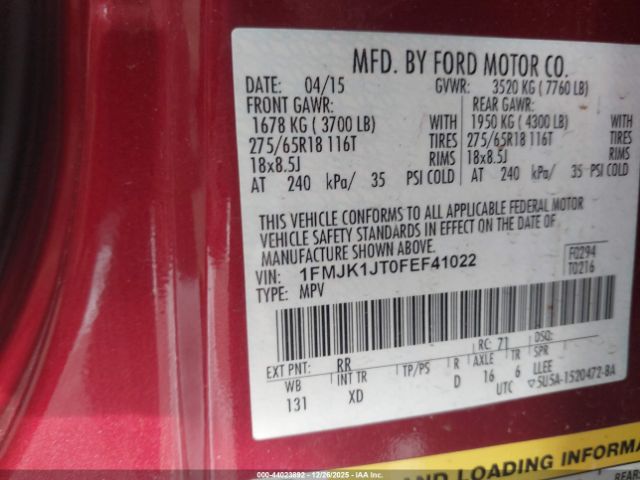 MFD. BY FORD MOTOR CO.
DATE: 04/15 GVWR: 3520 KG ( 7760 LB)
FRONT GAWR: REAR GAWR:
1678 KG ( 3700 LB) WITH 1950 KG ( 4300 LB) WITH
275/65R18 116T TIRES 275/65R18 116T TIRES
18x8.5J RIMS 18x8.5J RIMS
AT 240 kPa/ 35 PSI COLD AT 240 kPa/ 35 PSI COLD
THIS VEHICLE CONFORMS TO ALL APPLICABLE FEDERAL MOTOR
VEHICLE SAFETY STANDARDS IN EFFECT ON THE DATE OF
MANUFACTURE SHOWN ABOVE.
VIN: 1FMJK1JT0FEF41022 F0294
TYPE: MPV T0216
EXT PNT: RR RC: 71 DSO:
WB INT TR TP/PS R AXLE TR SPR
131 XD D 16 6 LLEE
UTC ▽5U5A-1520472-BA
AND LOADING INFORMA
REAR
00-44023892 • 12/26/2025 • IAA Inc.